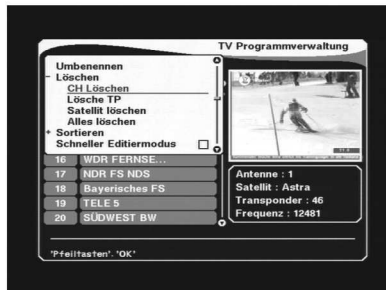 TV Programmverwaltung
Umbenennen
- Löschen
CH Löschen
Lösche TP
Satellit löschen
Alles löschen
+ Sortieren
Schneller Editiermodus
16 WDR FERNSE...
17 NDR FS NDS
18 Bayerisches FS
19 TELE 5
20 SÜDWEST BW
Antenne : 1
Satellit : Astra
Transponder : 46
Frequenz : 12481
'Pfeiltasten'. 'OK'